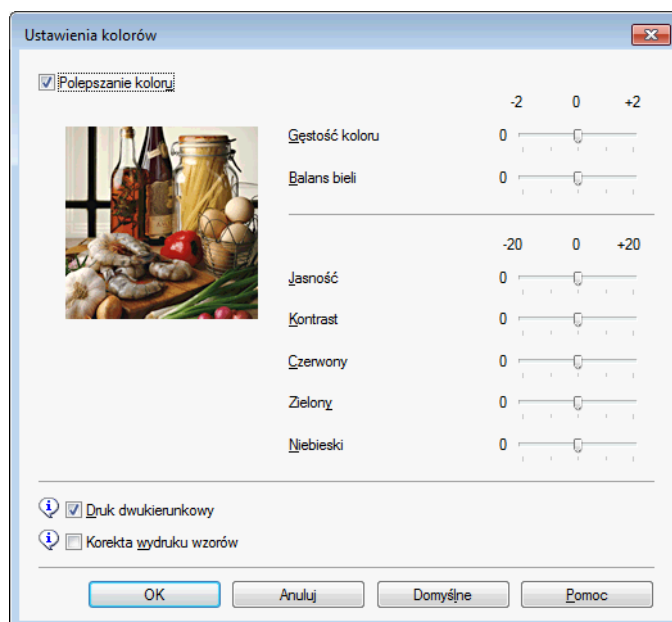 Ustawienia kolorów
Polepszanie koloru
-2 0 +2
Gęstość koloru 0
Balans bieli 0
-20 0 +20
Jasność 0
Kontrast 0
Czerwony 0
Zielony 0
Niebieski 0
Druk dwukierunkowy
Korekta wydruku wzorów
OK Anuluj Domyślne Pomoc